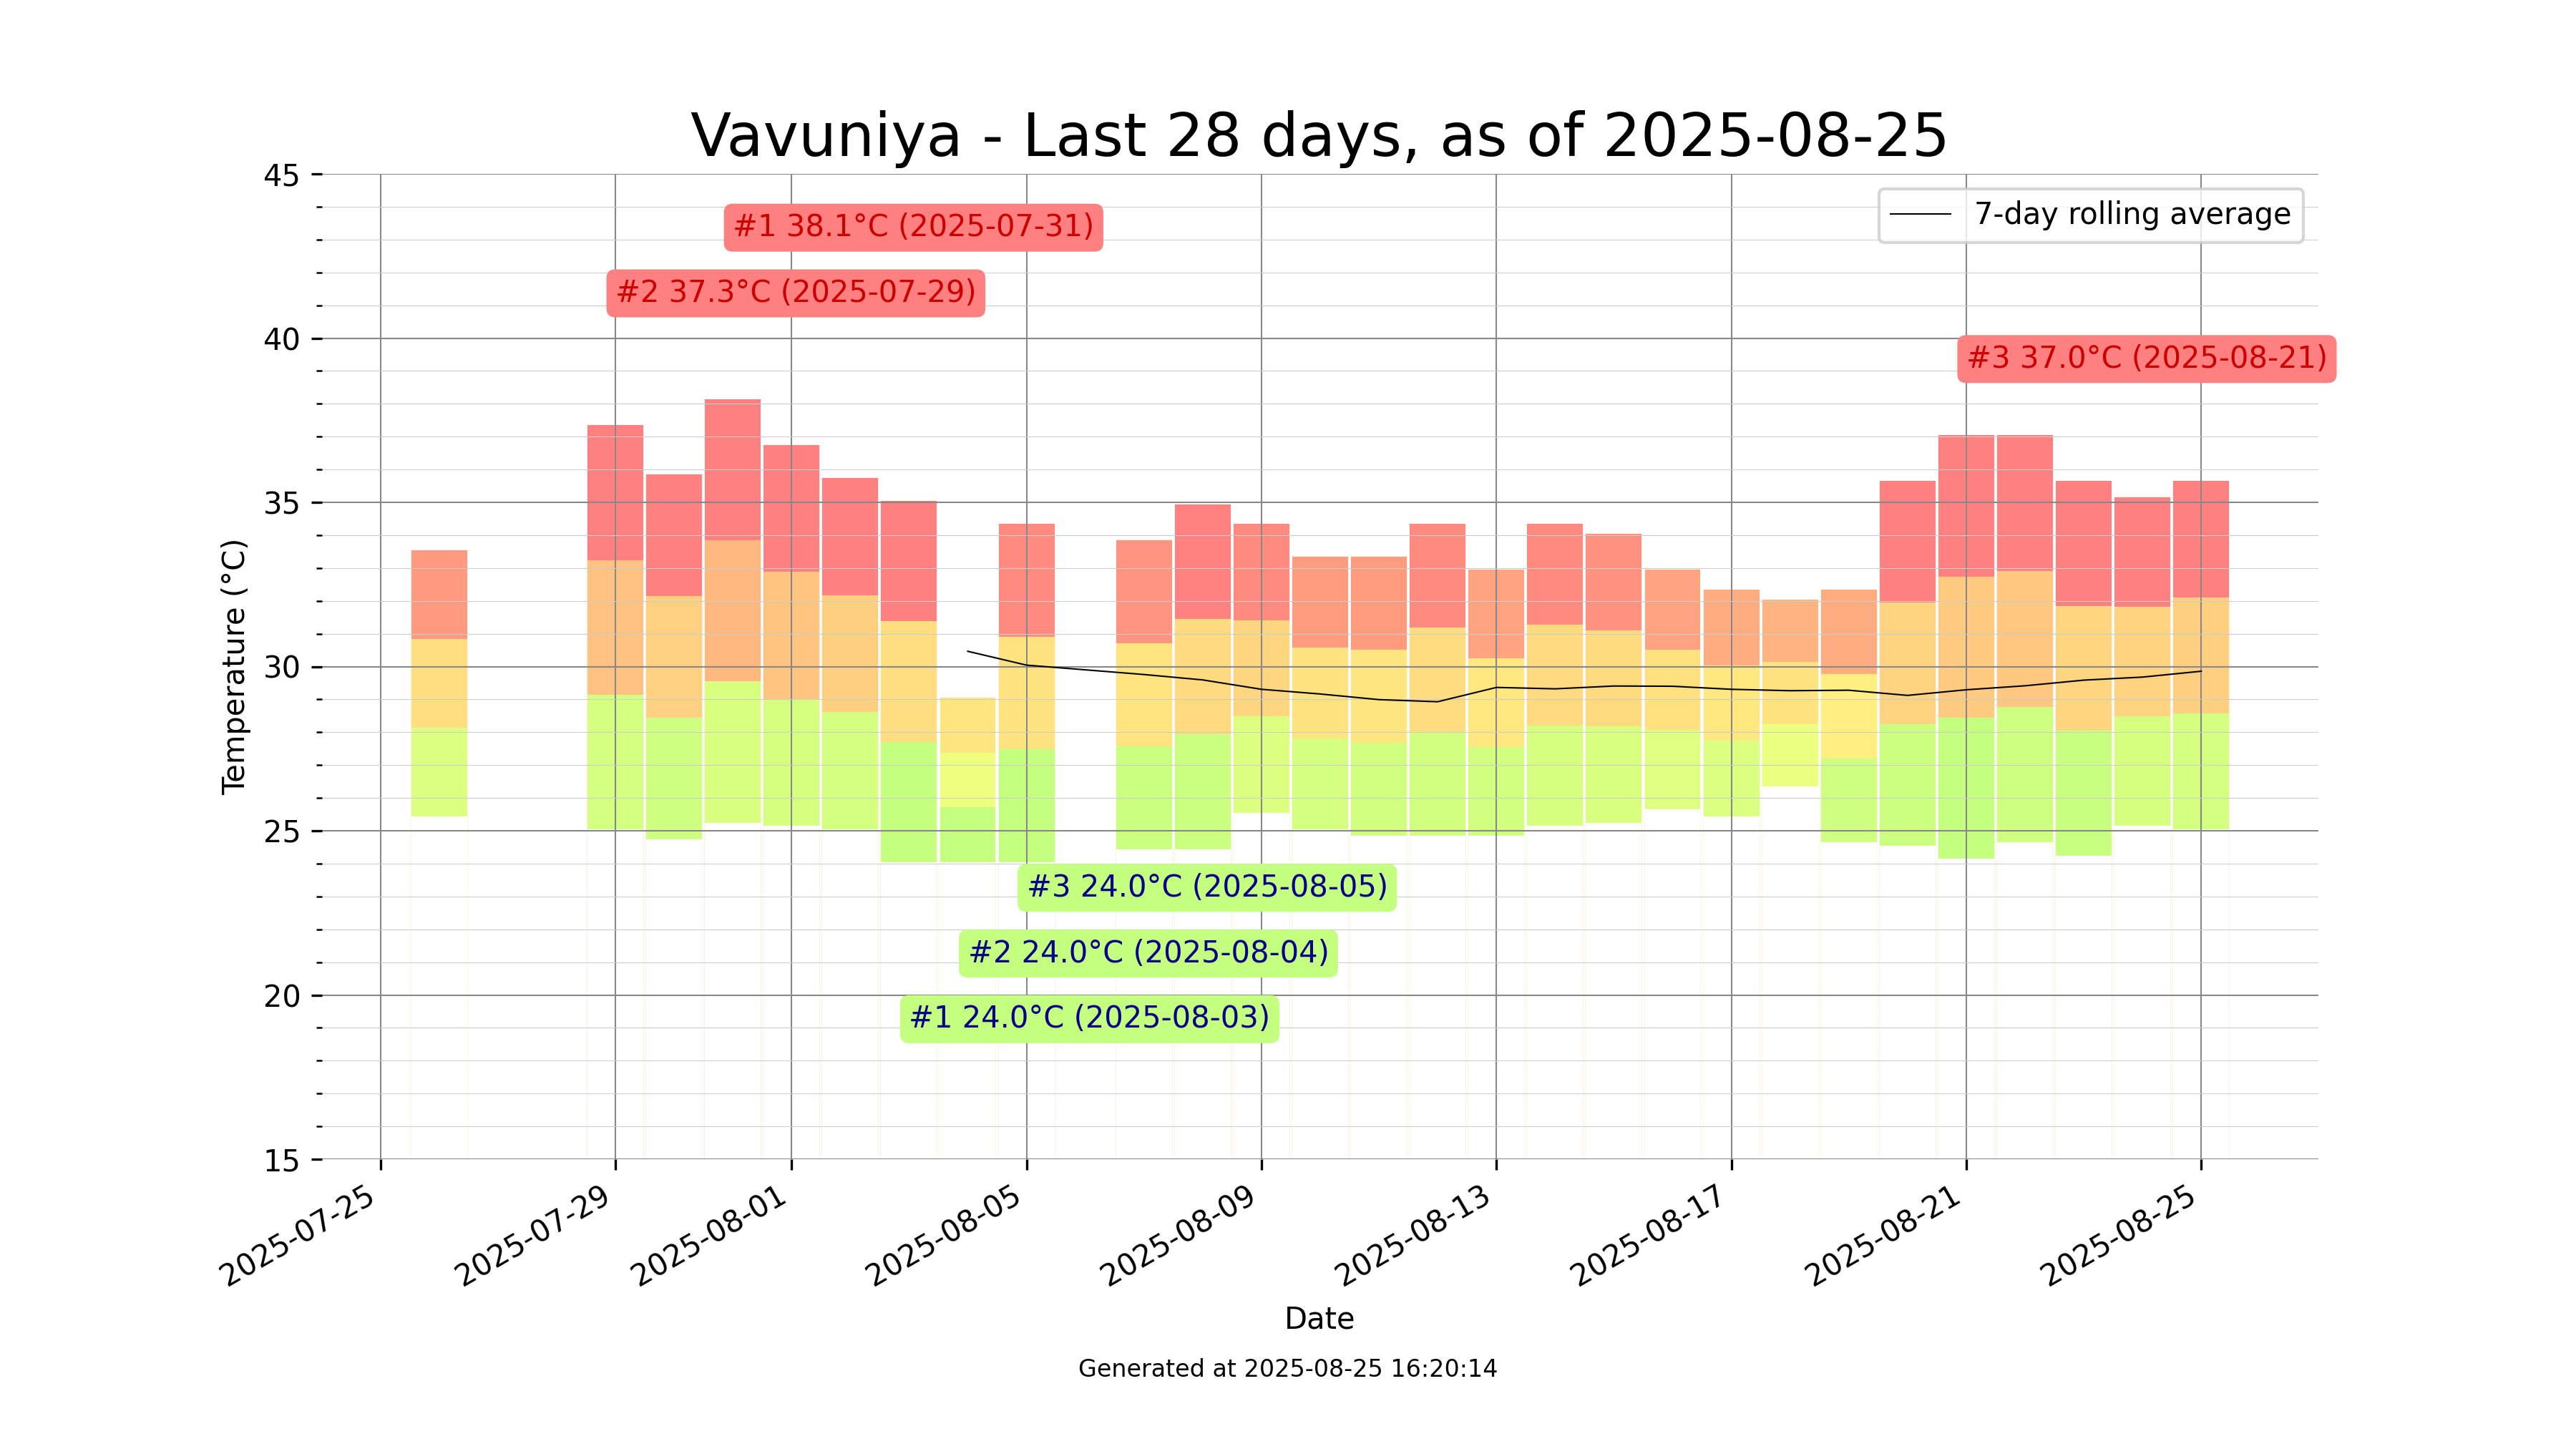 Vavuniya - Last 28 days, as of 2025-08-25
7-day rolling average
#1 38.1°C (2025-07-31)
#2 37.3°C (2025-07-29)
#3 37.0°C (2025-08-21)
#3 24.0°C (2025-08-05)
#2 24.0°C (2025-08-04)
#1 24.0°C (2025-08-03)
Temperature (°C)
45
40
35
30
25
20
15
2025-07-25
2025-07-29
2025-08-01
2025-08-05
2025-08-09
2025-08-13
2025-08-17
2025-08-21
2025-08-25
Date
Generated at 2025-08-25 16:20:14